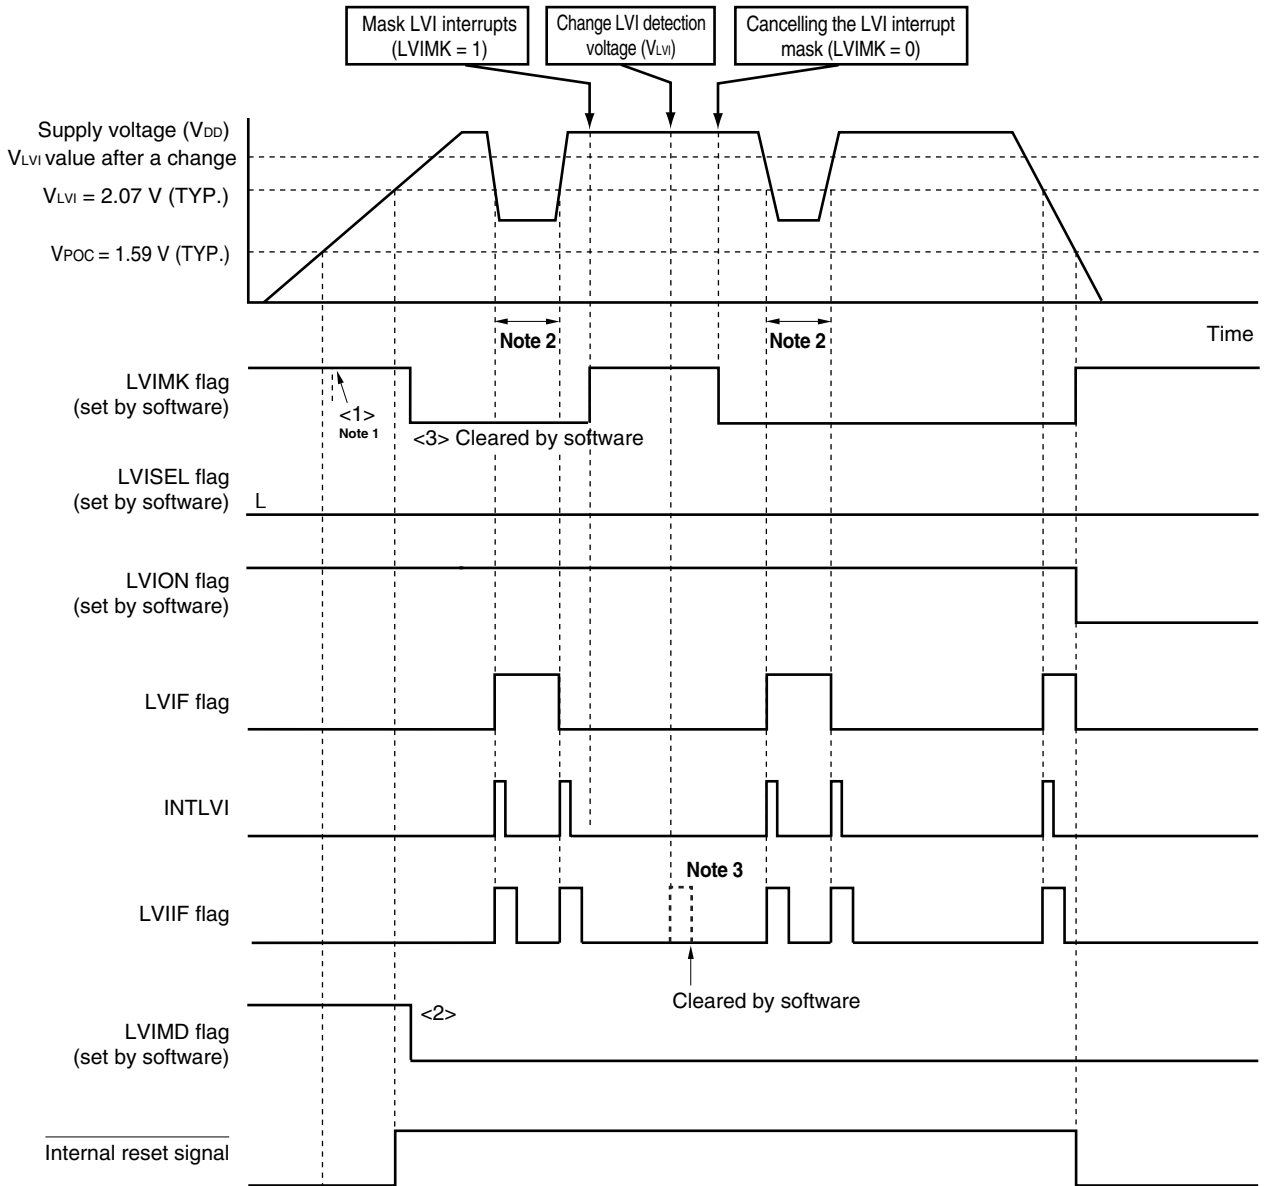 Mask LVI interrupts
(LVIMK = 1)
Change LVI detection
voltage (VLVI)
Cancelling the LVI interrupt
mask (LVIMK = 0)
Supply voltage (VDD)
VLVI value after a change
VLVI = 2.07 V (TYP.)
VPOC = 1.59 V (TYP.)
Note 2
Note 2
Time
LVIMK flag
(set by software)
<1>
Note 1
<3> Cleared by software
LVISEL flag
(set by software)
L
LVION flag
(set by software)
LVIF flag
INTLVI
Note 3
LVIIF flag
Cleared by software
LVIMD flag
(set by software)
<2>
Internal reset signal